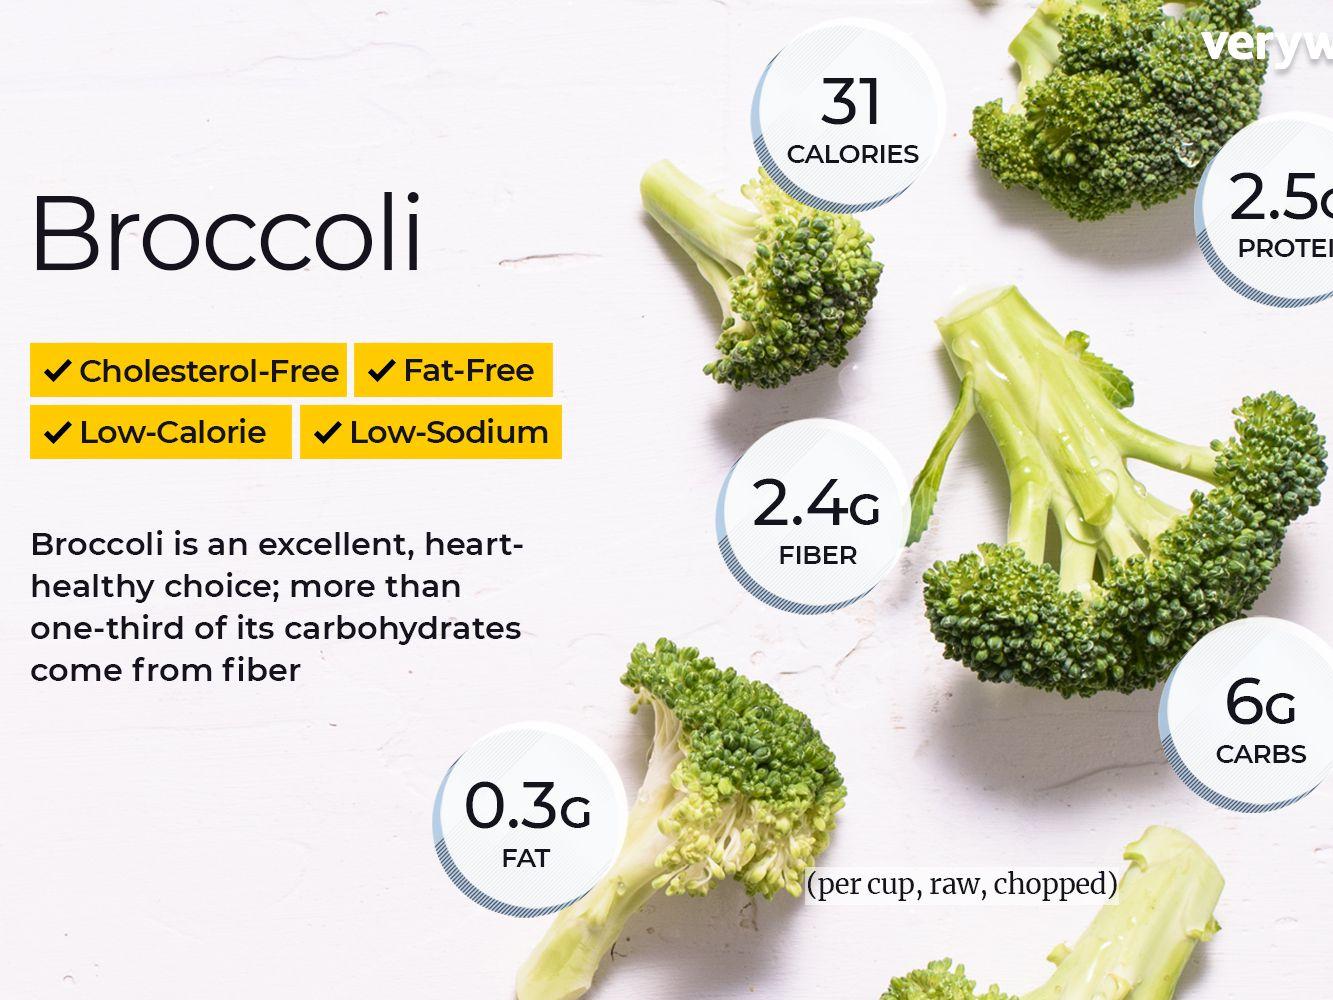 veryw
31
CALORIES
2.5G
PROTEI
Broccoli
✓ Cholesterol-Free ✓ Fat-Free
✓ Low-Calorie ✓ Low-Sodium
2.4G
FIBER
Broccoli is an excellent, heart-
healthy choice; more than
one-third of its carbohydrates
come from fiber
6G
CARBS
0.3G
FAT
(per cup, raw, chopped)